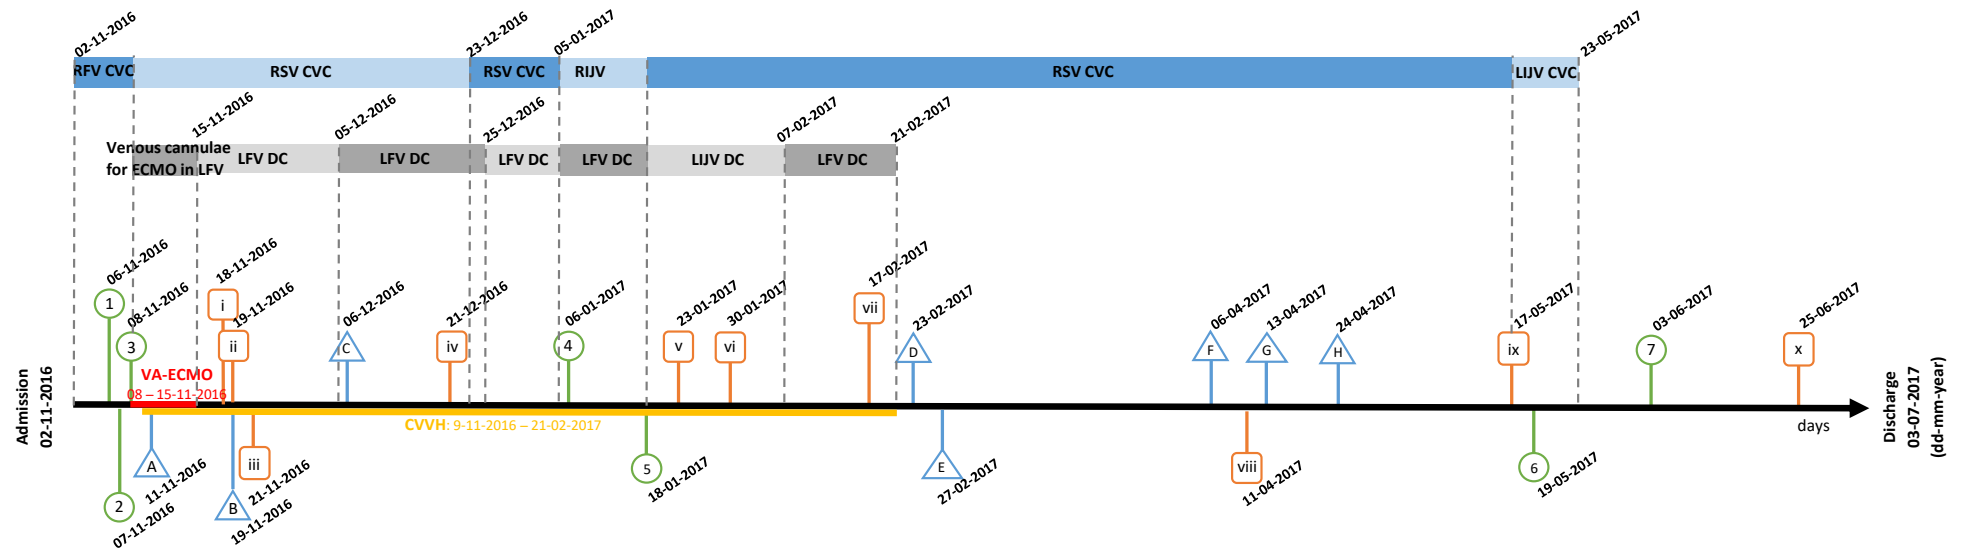 02-11-2016
23-12-2016
05-01-2017
23-05-2017
RFV CVC
RSV CVC
RSV CVC
RIJV
RSV CVC
LIJV CVC
15-11-2016
05-12-2016
25-12-2016
07-02-2017
21-02-2017
Venous cannulae
for ECMO in LFV
LFV DC
LFV DC
LFV DC
LFV DC
LIJV DC
LFV DC
06-11-2016
18-11-2016
17-02-2017
1
08-11-2016
i
19-11-2016
06-12-2016
21-12-2016
06-01-2017
23-01-2017
30-01-2017
vii
23-02-2017
06-04-2017
13-04-2017
24-04-2017
17-05-2017
03-06-2017
25-06-2017
3
ii
C
iv
4
v
vi
D
F
G
H
ix
7
x
VA-ECMO
08 – 15-11-2016
Admission
02-11-2016
CVVH: 9-11-2016 – 21-02-2017
days
Discharge
03-07-2017
(dd-mm-year)
A
iii
5
E
viii
6
11-11-2016
21-11-2016
18-01-2017
27-02-2017
11-04-2017
19-05-2017
2
B
07-11-2016
19-11-2016